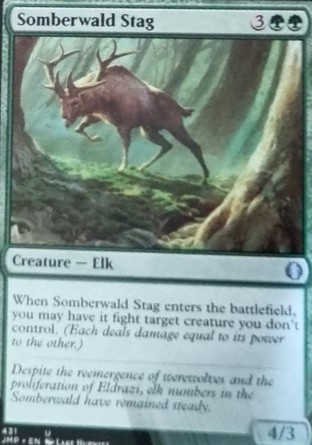 Somberwald Stag 3
Creature — Elk
When Somberwald Stag enters the battlefield,
you may have it fight target creature you don't
control. (Each deals damage equal to its power
to the other.)
Despite the reemergence of werewolves and the
proliferation of Eldrazi, elk numbers in the
Somberwald have remained steady.
4/3
431 U
JMP • EN Lake Hurwitz